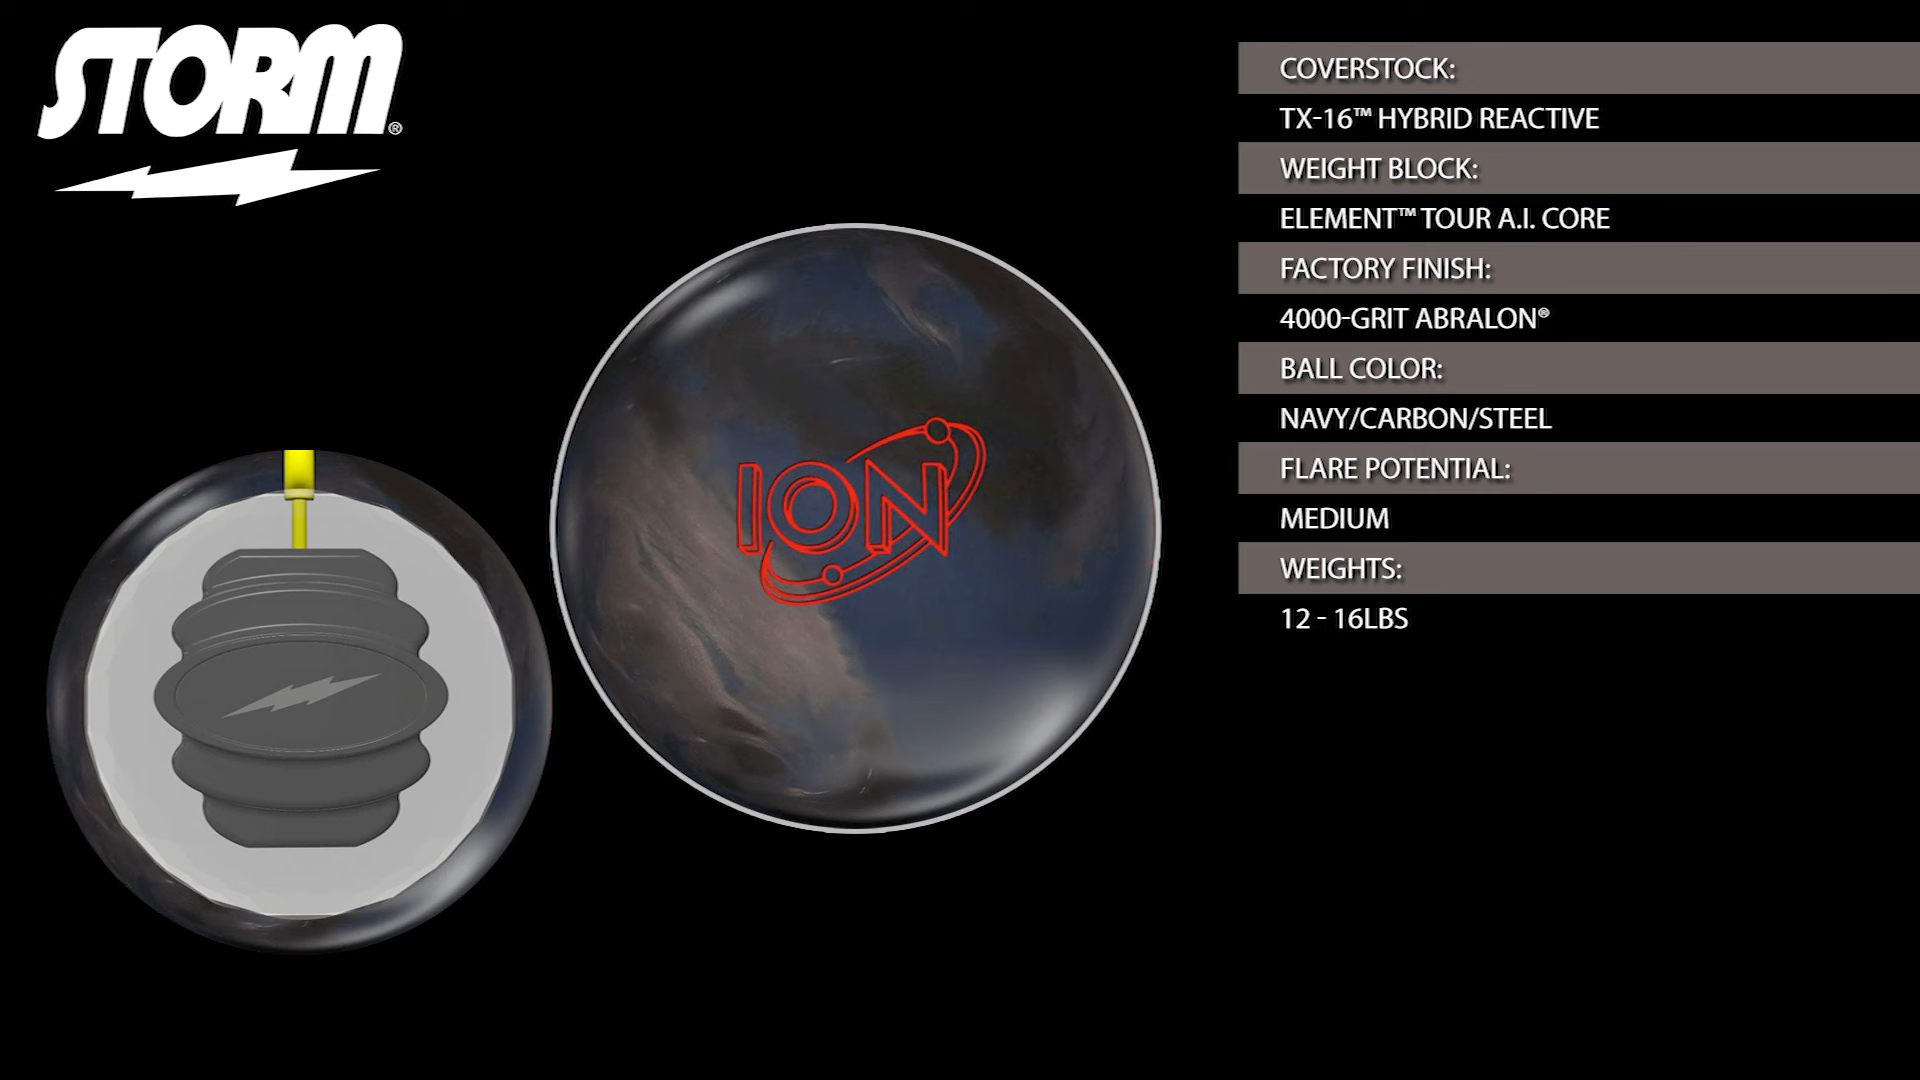 STORM®
COVERSTOCK:
TX-16™ HYBRID REACTIVE
WEIGHT BLOCK:
ELEMENT™ TOUR A.I. CORE
FACTORY FINISH:
4000-GRIT ABRALON®
BALL COLOR:
NAVY/CARBON/STEEL
FLARE POTENTIAL:
MEDIUM
WEIGHTS:
12 - 16LBS
ION